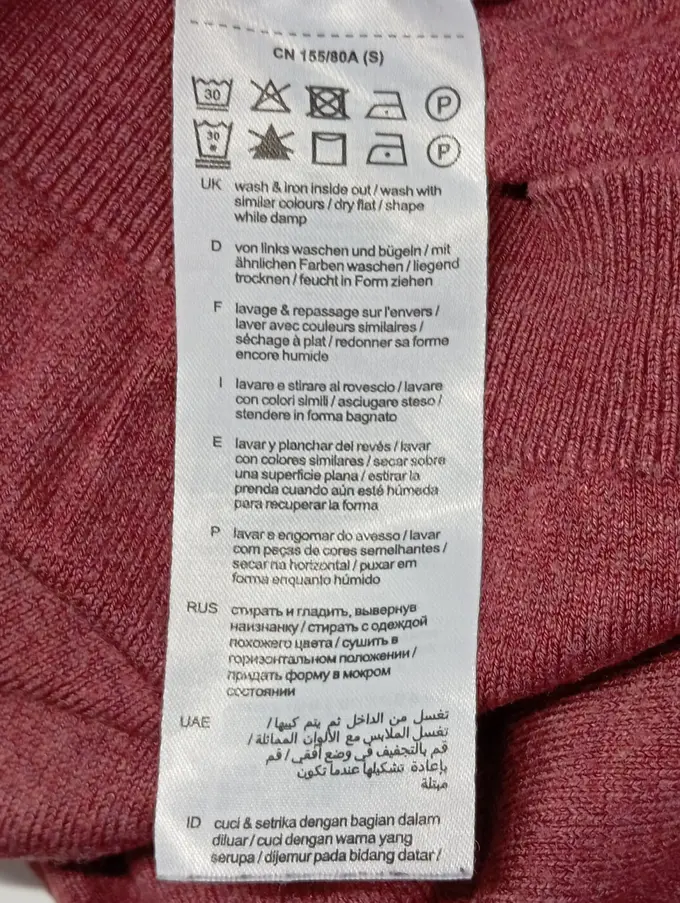 CN 155/80A (S)
30 P
30 P
UK wash & iron inside out / wash with
similar colours / dry flat / shape
while damp
D von links waschen und bügeln / mit
ähnlichen Farben waschen / liegend
trocknen / feucht in Form ziehen
F lavage & repassage sur l'envers /
laver avec couleurs similaires /
séchage à plat / redonner sa forme
encore humide
I lavare e stirare al rovescio / lavare
con colori simili / asciugare steso /
stendere in forma bagnato
E lavar y planchar del revés / lavar
con colores similares / secar sobre
una superficie plana / estirar la
prenda cuando aún esté húmeda
para recuperar la forma
P lavar e engomar do avesso / lavar
com peças de cores semelhantes /
secar na horizontal / puxar em
forma enquanto húmido
RUS стирать и гладить, вывернув
наизнанку / стирать с одеждой
похожего цвета / сушить в
горизонтальном положении /
придать форму в мокром
состоянии
UAE تغسل من الداخل ثم يتم كيها /
تغسل الملابس مع الألوان المماثلة /
قم بالتجفيف في وضع أفقي / قم
بإعادة تشكيلها عندما تكون
مبتلة
ID cuci & setrika dengan bagian dalam
diluar / cuci dengan warna yang
serupa / dijemur pada bidang datar /